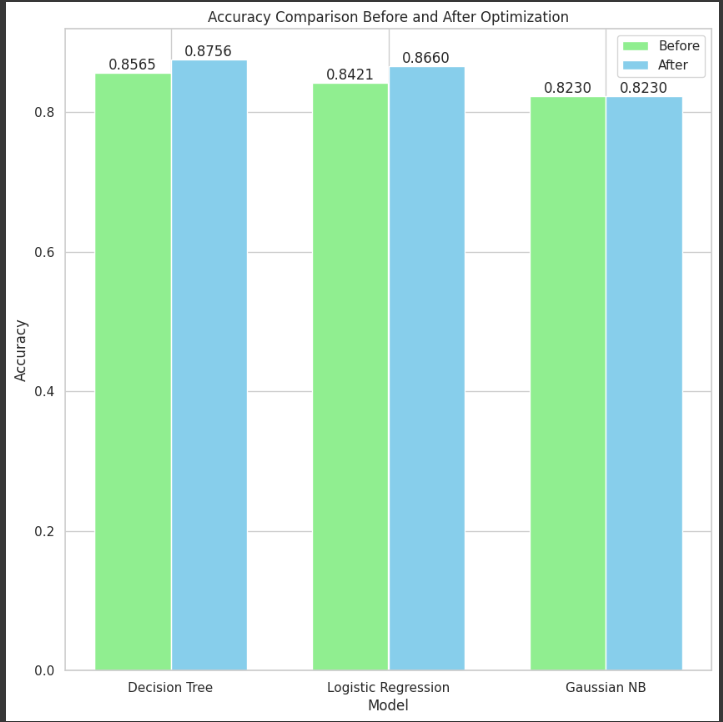 Accuracy Comparison Before and After Optimization
Before
After
0.8565
0.8756
0.8421
0.8660
0.8230
0.8230
0.8
0.6
0.4
0.2
0.0
Accuracy
Decision Tree
Logistic Regression
Gaussian NB
Model